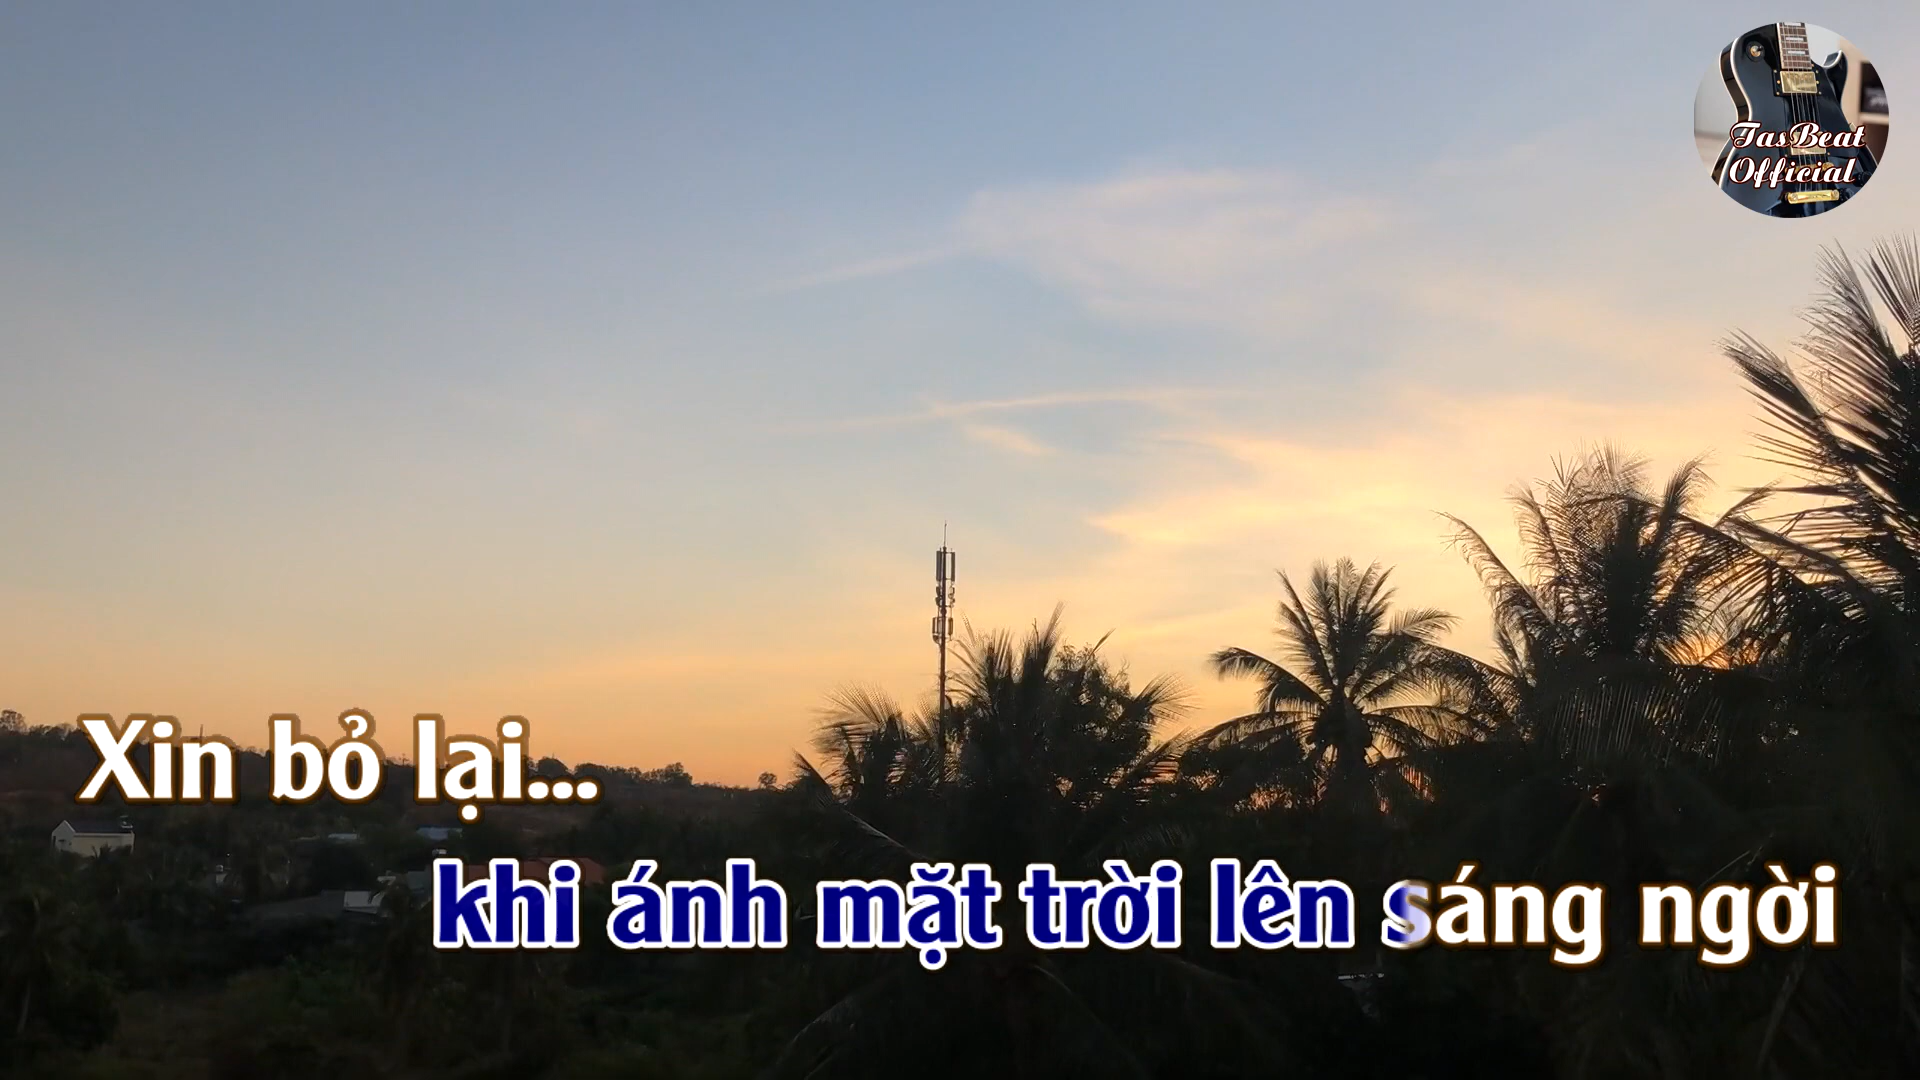 TasBeat
Official
Xin bỏ lại...
khi ánh mặt trời lên sáng ngời